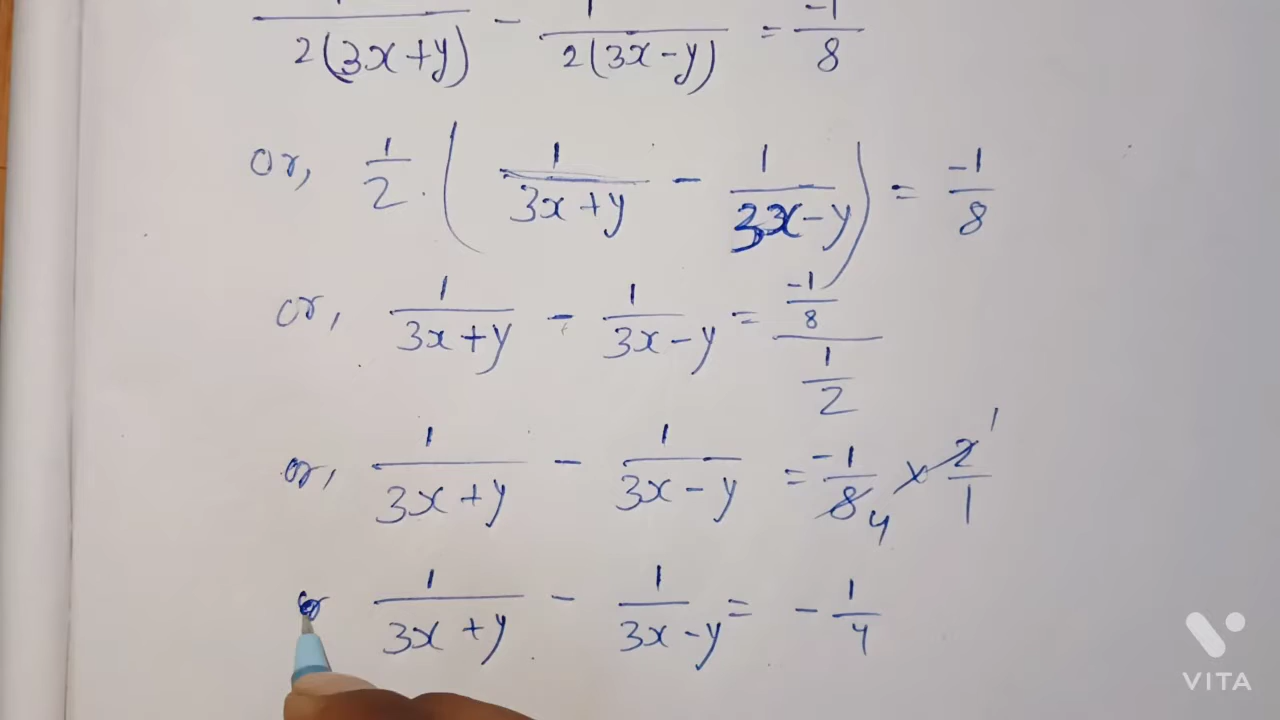 1/2(3x+y) - 1/2(3x-y) = -1/8
or, 1/2 . ( 1/3x+y - 1/3x-y ) = -1/8
or, 1/3x+y - 1/3x-y = -1/8 / 1/2
or, 1/3x+y - 1/3x-y = -1/8 4 × 2/1 1
or 1/3x+y - 1/3x-y = - 1/4
VITA